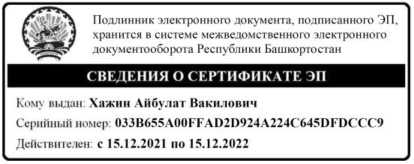 Подлинник электронного документа, подписанного ЭП,
хранится в системе межведомственного электронного
документооборота Республики Башкортостан
СВЕДЕНИЯ О СЕРТИФИКАТЕ ЭП
Кому выдан: Хажин Айбулат Вакилович
Серийный номер: 033B655A00FFAD2D924A224C645DFDCCC9
Действителен: с 15.12.2021 по 15.12.2022